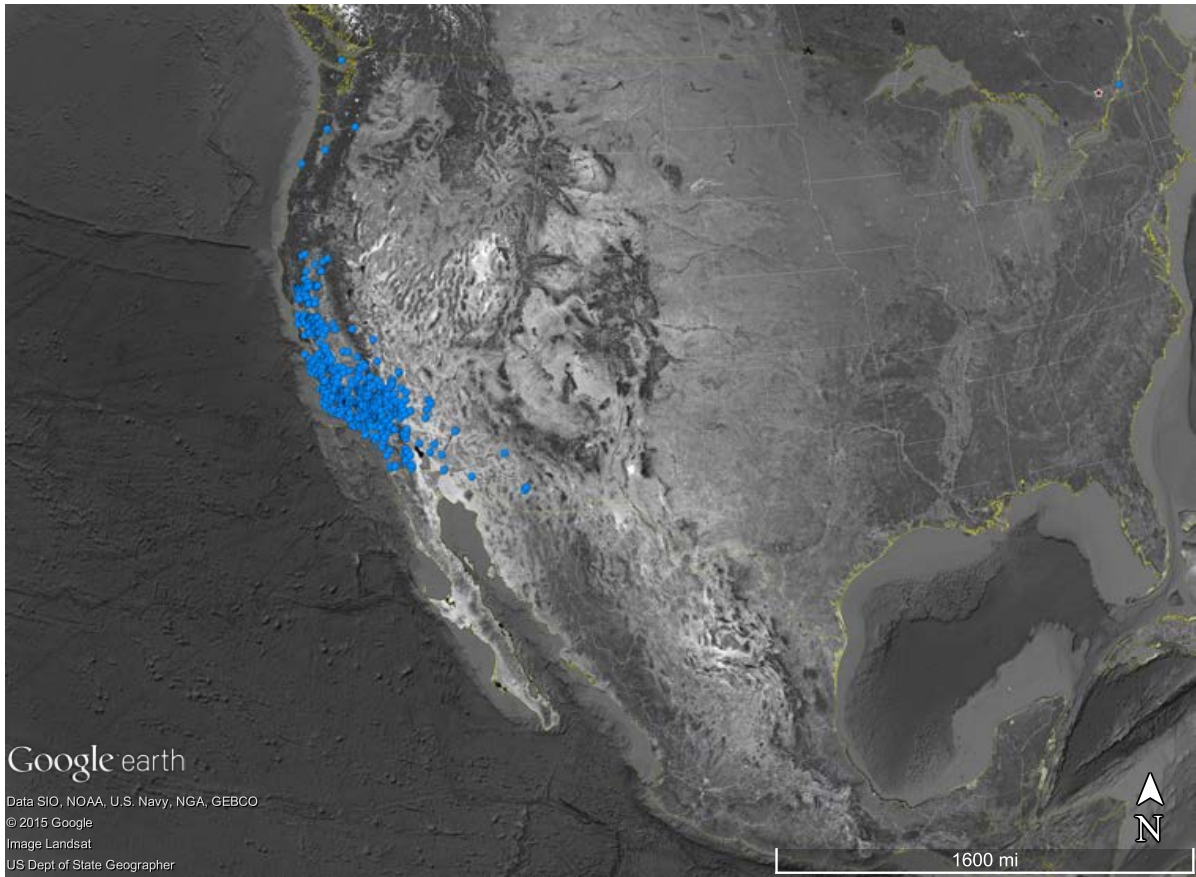 Google earth
Data SIO, NOAA, U.S. Navy, NGA, GEBCO
© 2015 Google
Image Landsat
US Dept of State Geographer
N
1600 mi